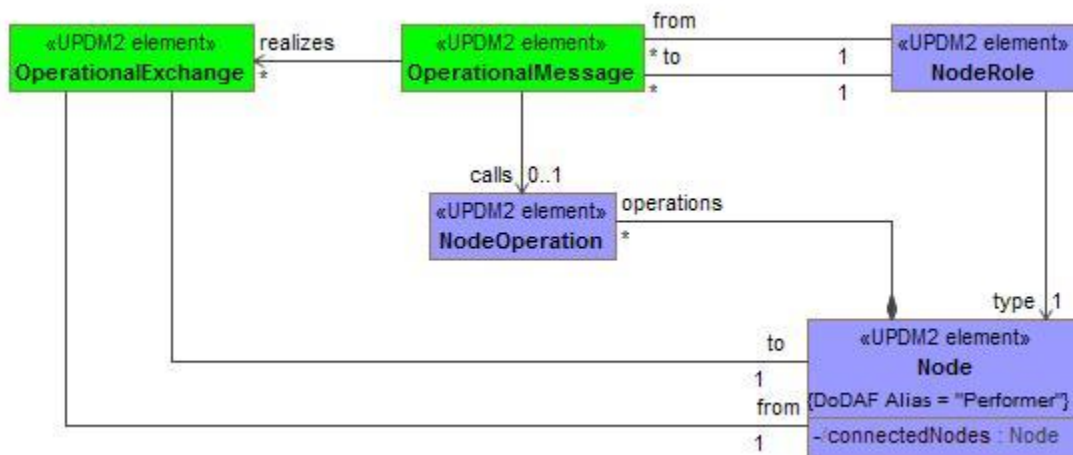 from
«UPDM2 element»
OperationalExchange
realizes
*
«UPDM2 element»
OperationalMessage
* to
1
*
1
«UPDM2 element»
NodeRole
calls 0..1
«UPDM2 element»
NodeOperation
operations
*
type 1
to
1
from
1
«UPDM2 element»
Node
{DoDAF Alias = "Performer"}
-/connectedNodes : Node